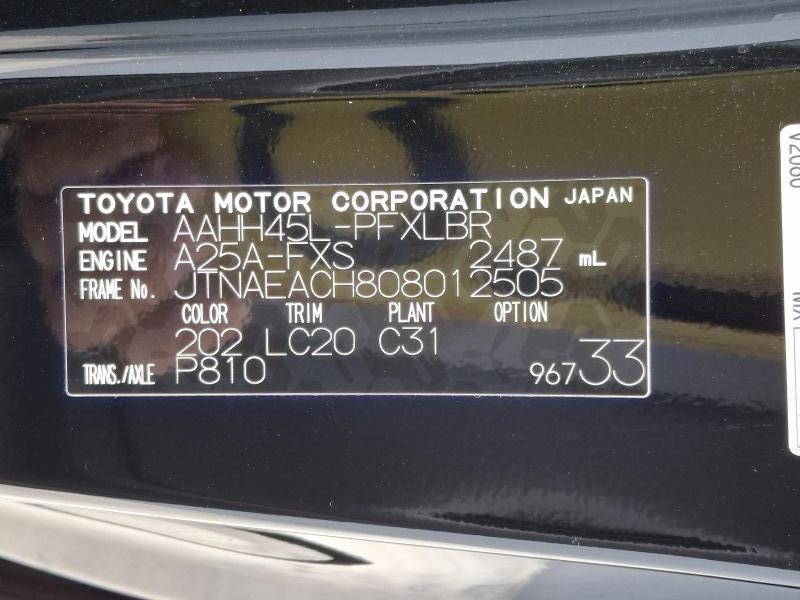 TOYOTA MOTOR CORPORATION JAPAN
MODEL AAHH45L-PFXLBR
ENGINE A25A-FXS 2487 mL
FRAME No. JTNAEACH808012505
COLOR TRIM PLANT OPTION
202 LC20 C31
TRANS./AXLE P810 96733
V2060